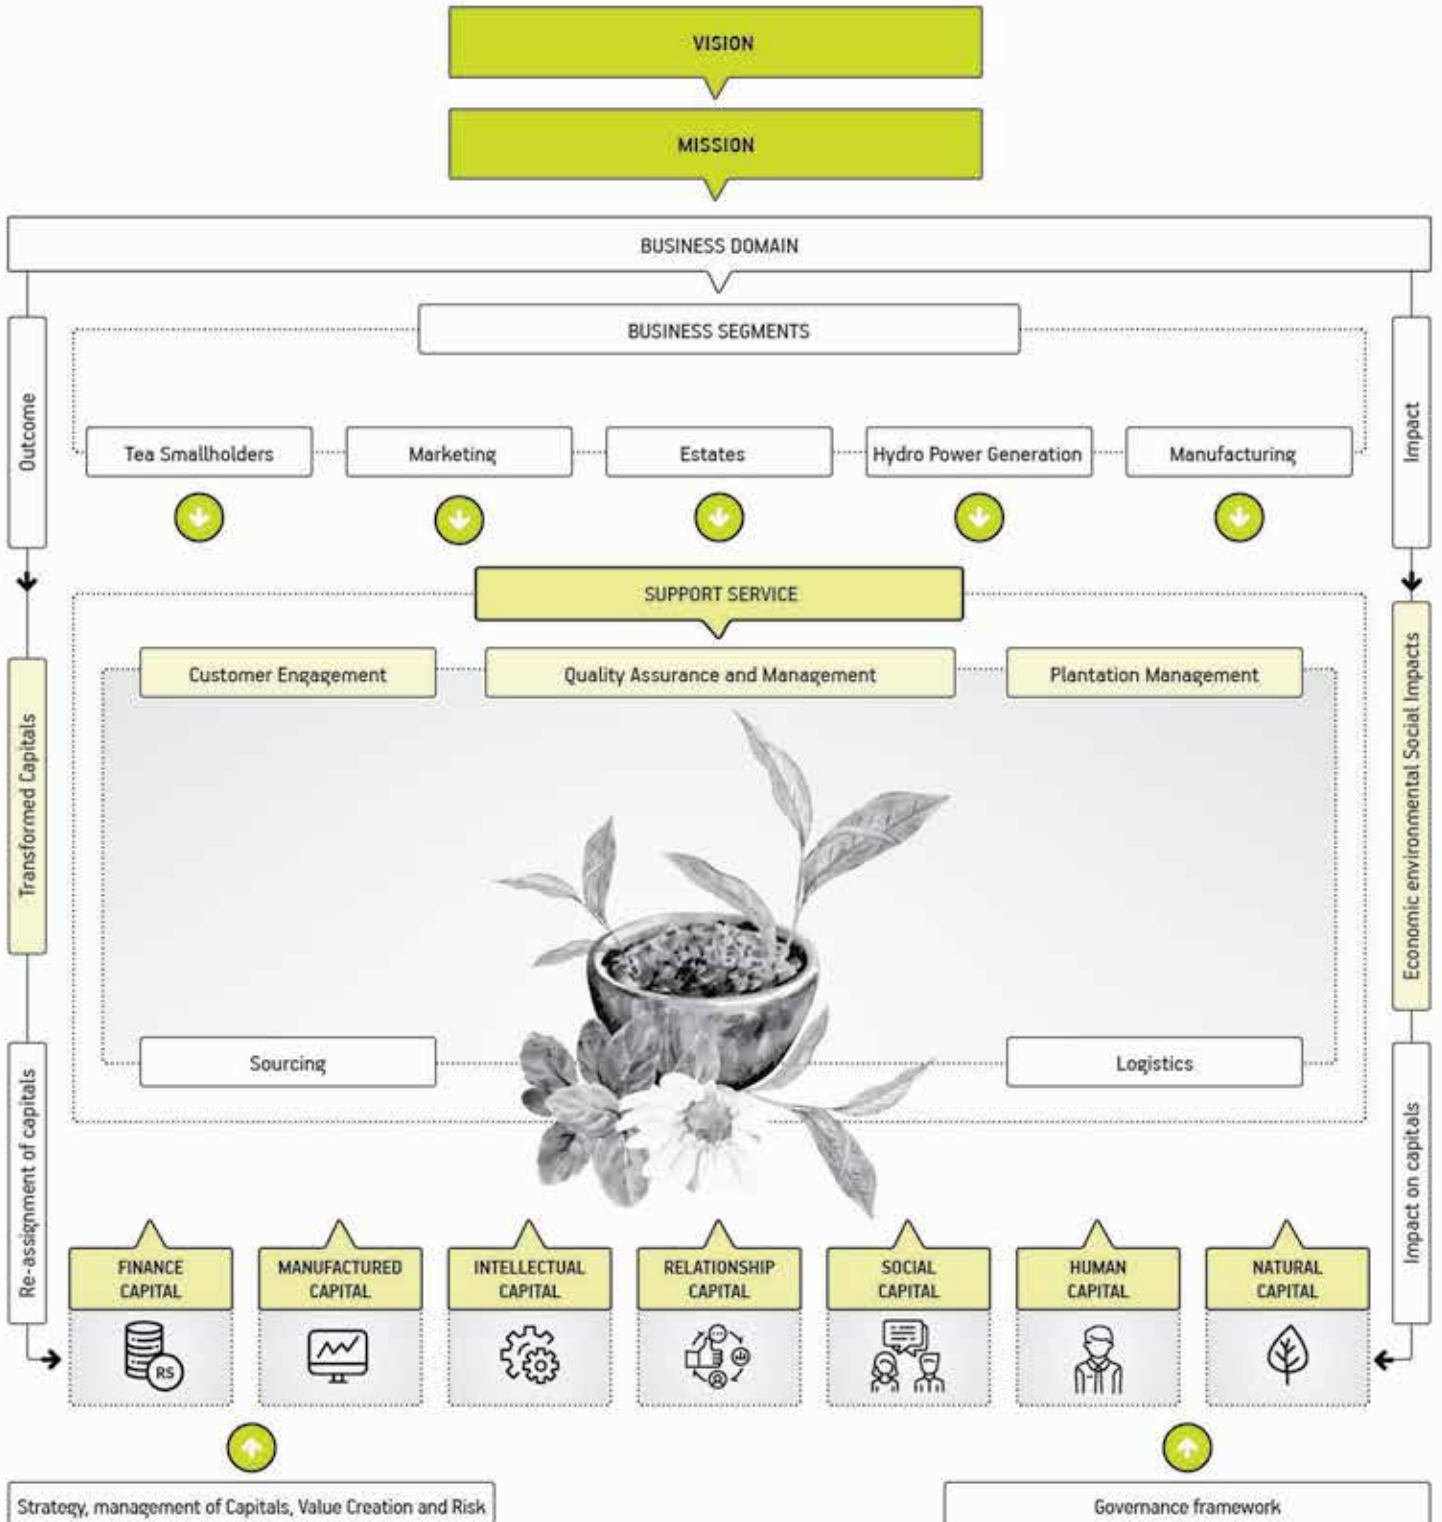 VISION
MISSION
BUSINESS DOMAIN
BUSINESS SEGMENTS
Outcome
Impact
Tea Smallholders
Marketing
Estates
Hydro Power Generation
Manufacturing
SUPPORT SERVICE
Customer Engagement
Quality Assurance and Management
Plantation Management
Transformed Capitals
Economic environmental Social Impacts
Sourcing
Logistics
Re-assignment of capitals
Impact on capitals
FINANCE
CAPITAL
MANUFACTURED
CAPITAL
INTELLECTUAL
CAPITAL
RELATIONSHIP
CAPITAL
SOCIAL
CAPITAL
HUMAN
CAPITAL
NATURAL
CAPITAL
RS
Strategy, management of Capitals, Value Creation and Risk
Governance framework